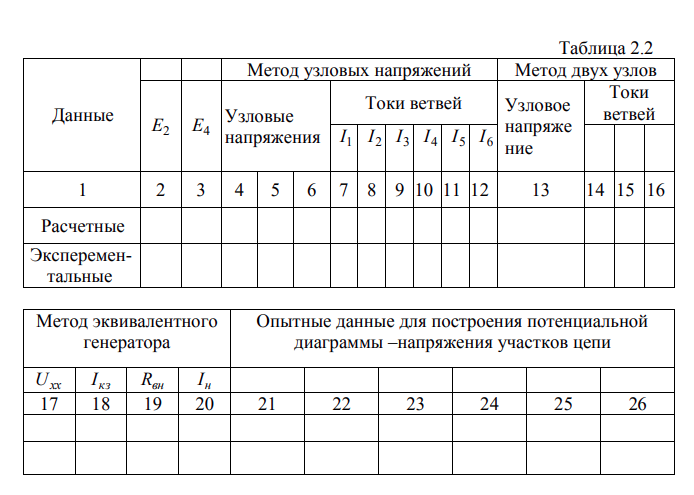 Таблица 2.2
Метод узловых напряжений Метод двух узлов
Данные E2 E4 Узловые напряжения Токи ветвей Узловое напряже ние Токи ветвей
I1 I2 I3 I4 I5 I6
1 2 3 4 5 6 7 8 9 10 11 12 13 14 15 16
Расчетные
Эксперемен-
тальные
Метод эквивалентного Опытные данные для построения потенциальной
генератора диаграммы –напряжения участков цепи
Uхх Iкз Rвн Iн
17 18 19 20 21 22 23 24 25 26